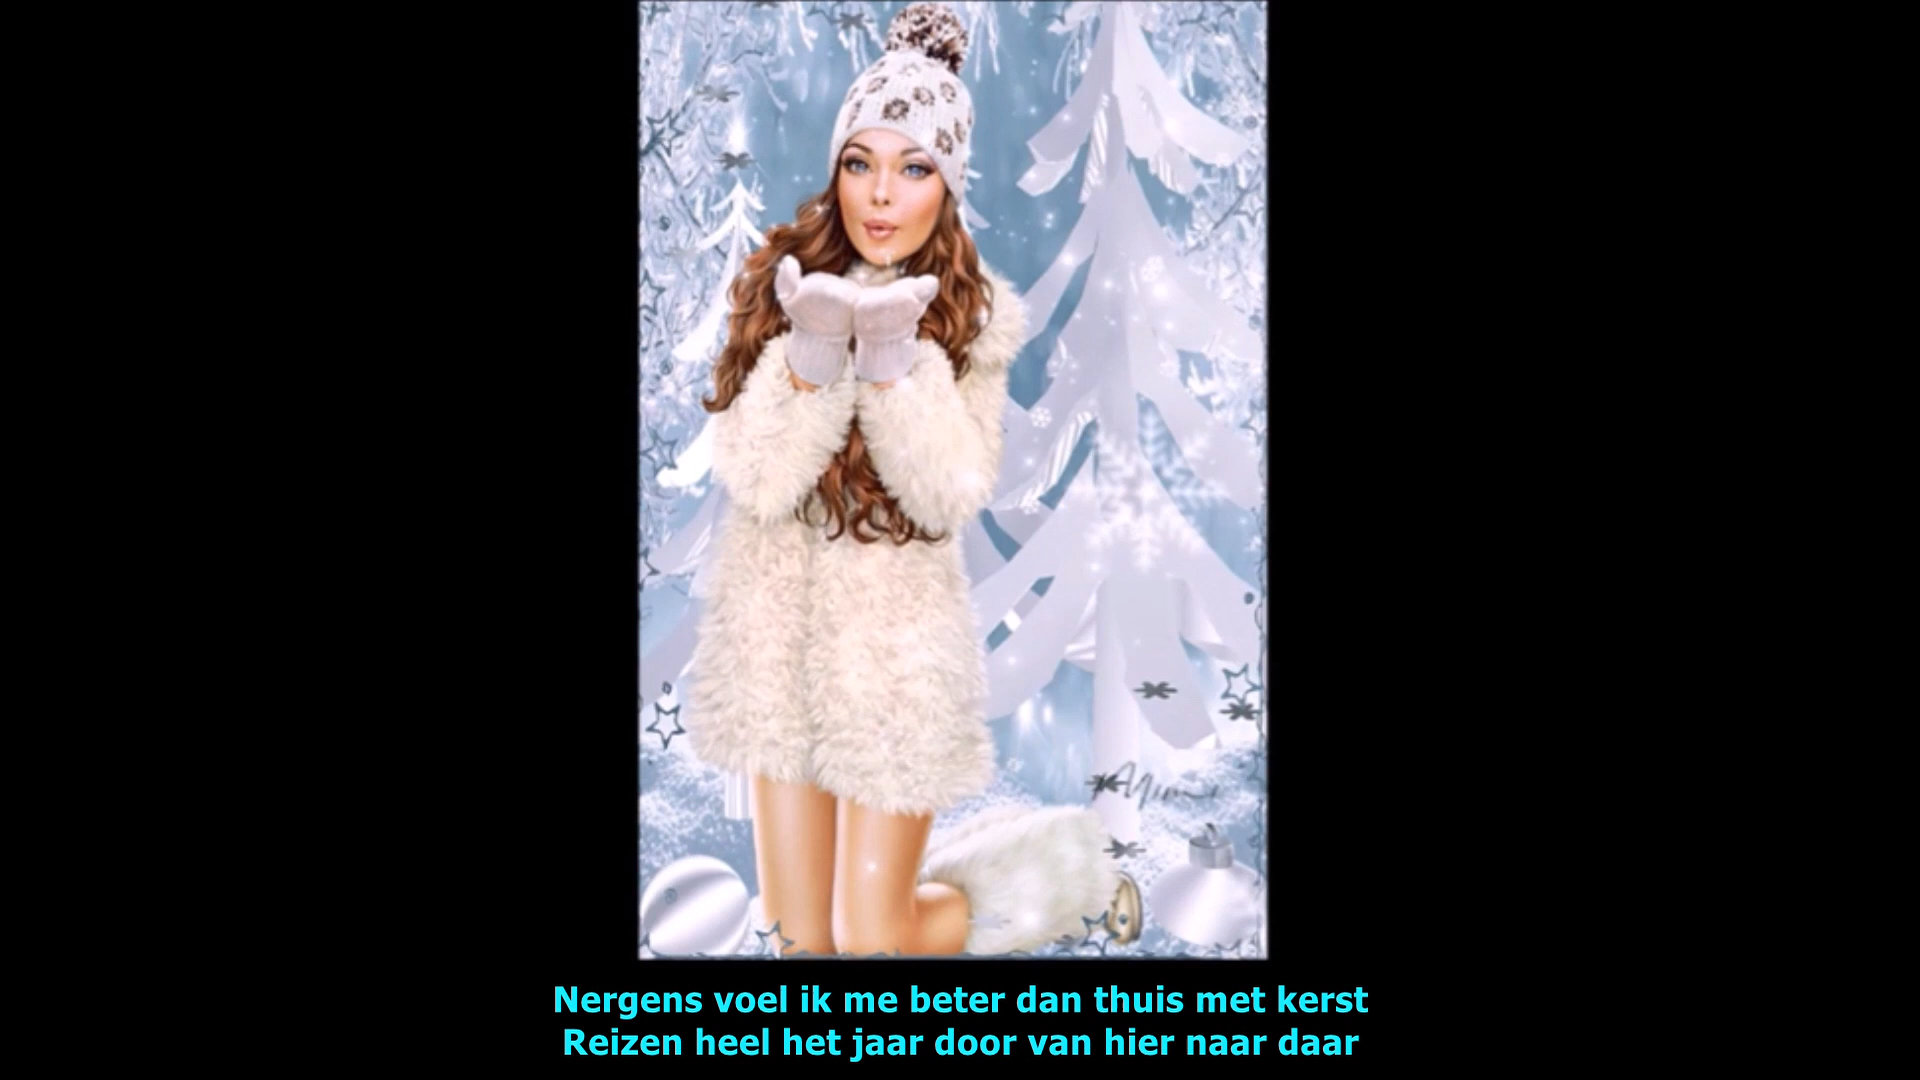 Nergens voel ik me beter dan thuis met kerst
Reizen heel het jaar door van hier naar daar